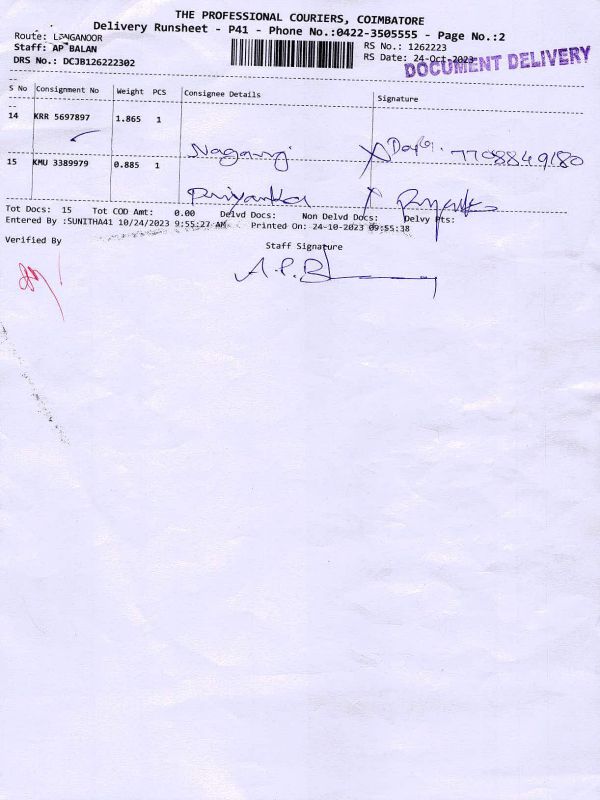 THE PROFESSIONAL COURIERS, COIMBATORE
Delivery Runsheet - P41 - Phone No.:0422-3505555 - Page No.:2
Route: LINGANOOR
RS No.: 1262223
Staff: AP BALAN
RS Date: 24-Oct-2023
DRS No.: DCJB126222302
DOCUMENT DELIVERY
S No Consignment No Weight PCS Consignee Details Signature
14 KRR 5697897 1.865 1
Nagaraj 7708849180
15 KMU 3389979 0.885 1
Priyanka Priyanka
Tot Docs: 15 Tot COD Amt: 0.00 Delvd Docs: Non Delvd Docs: Delvy Pts:
Entered By :SUNITHA41 10/24/2023 9:55:27 AM Printed On: 24-10-2023 09:55:38
Verified By
Staff Signature
A.P.B